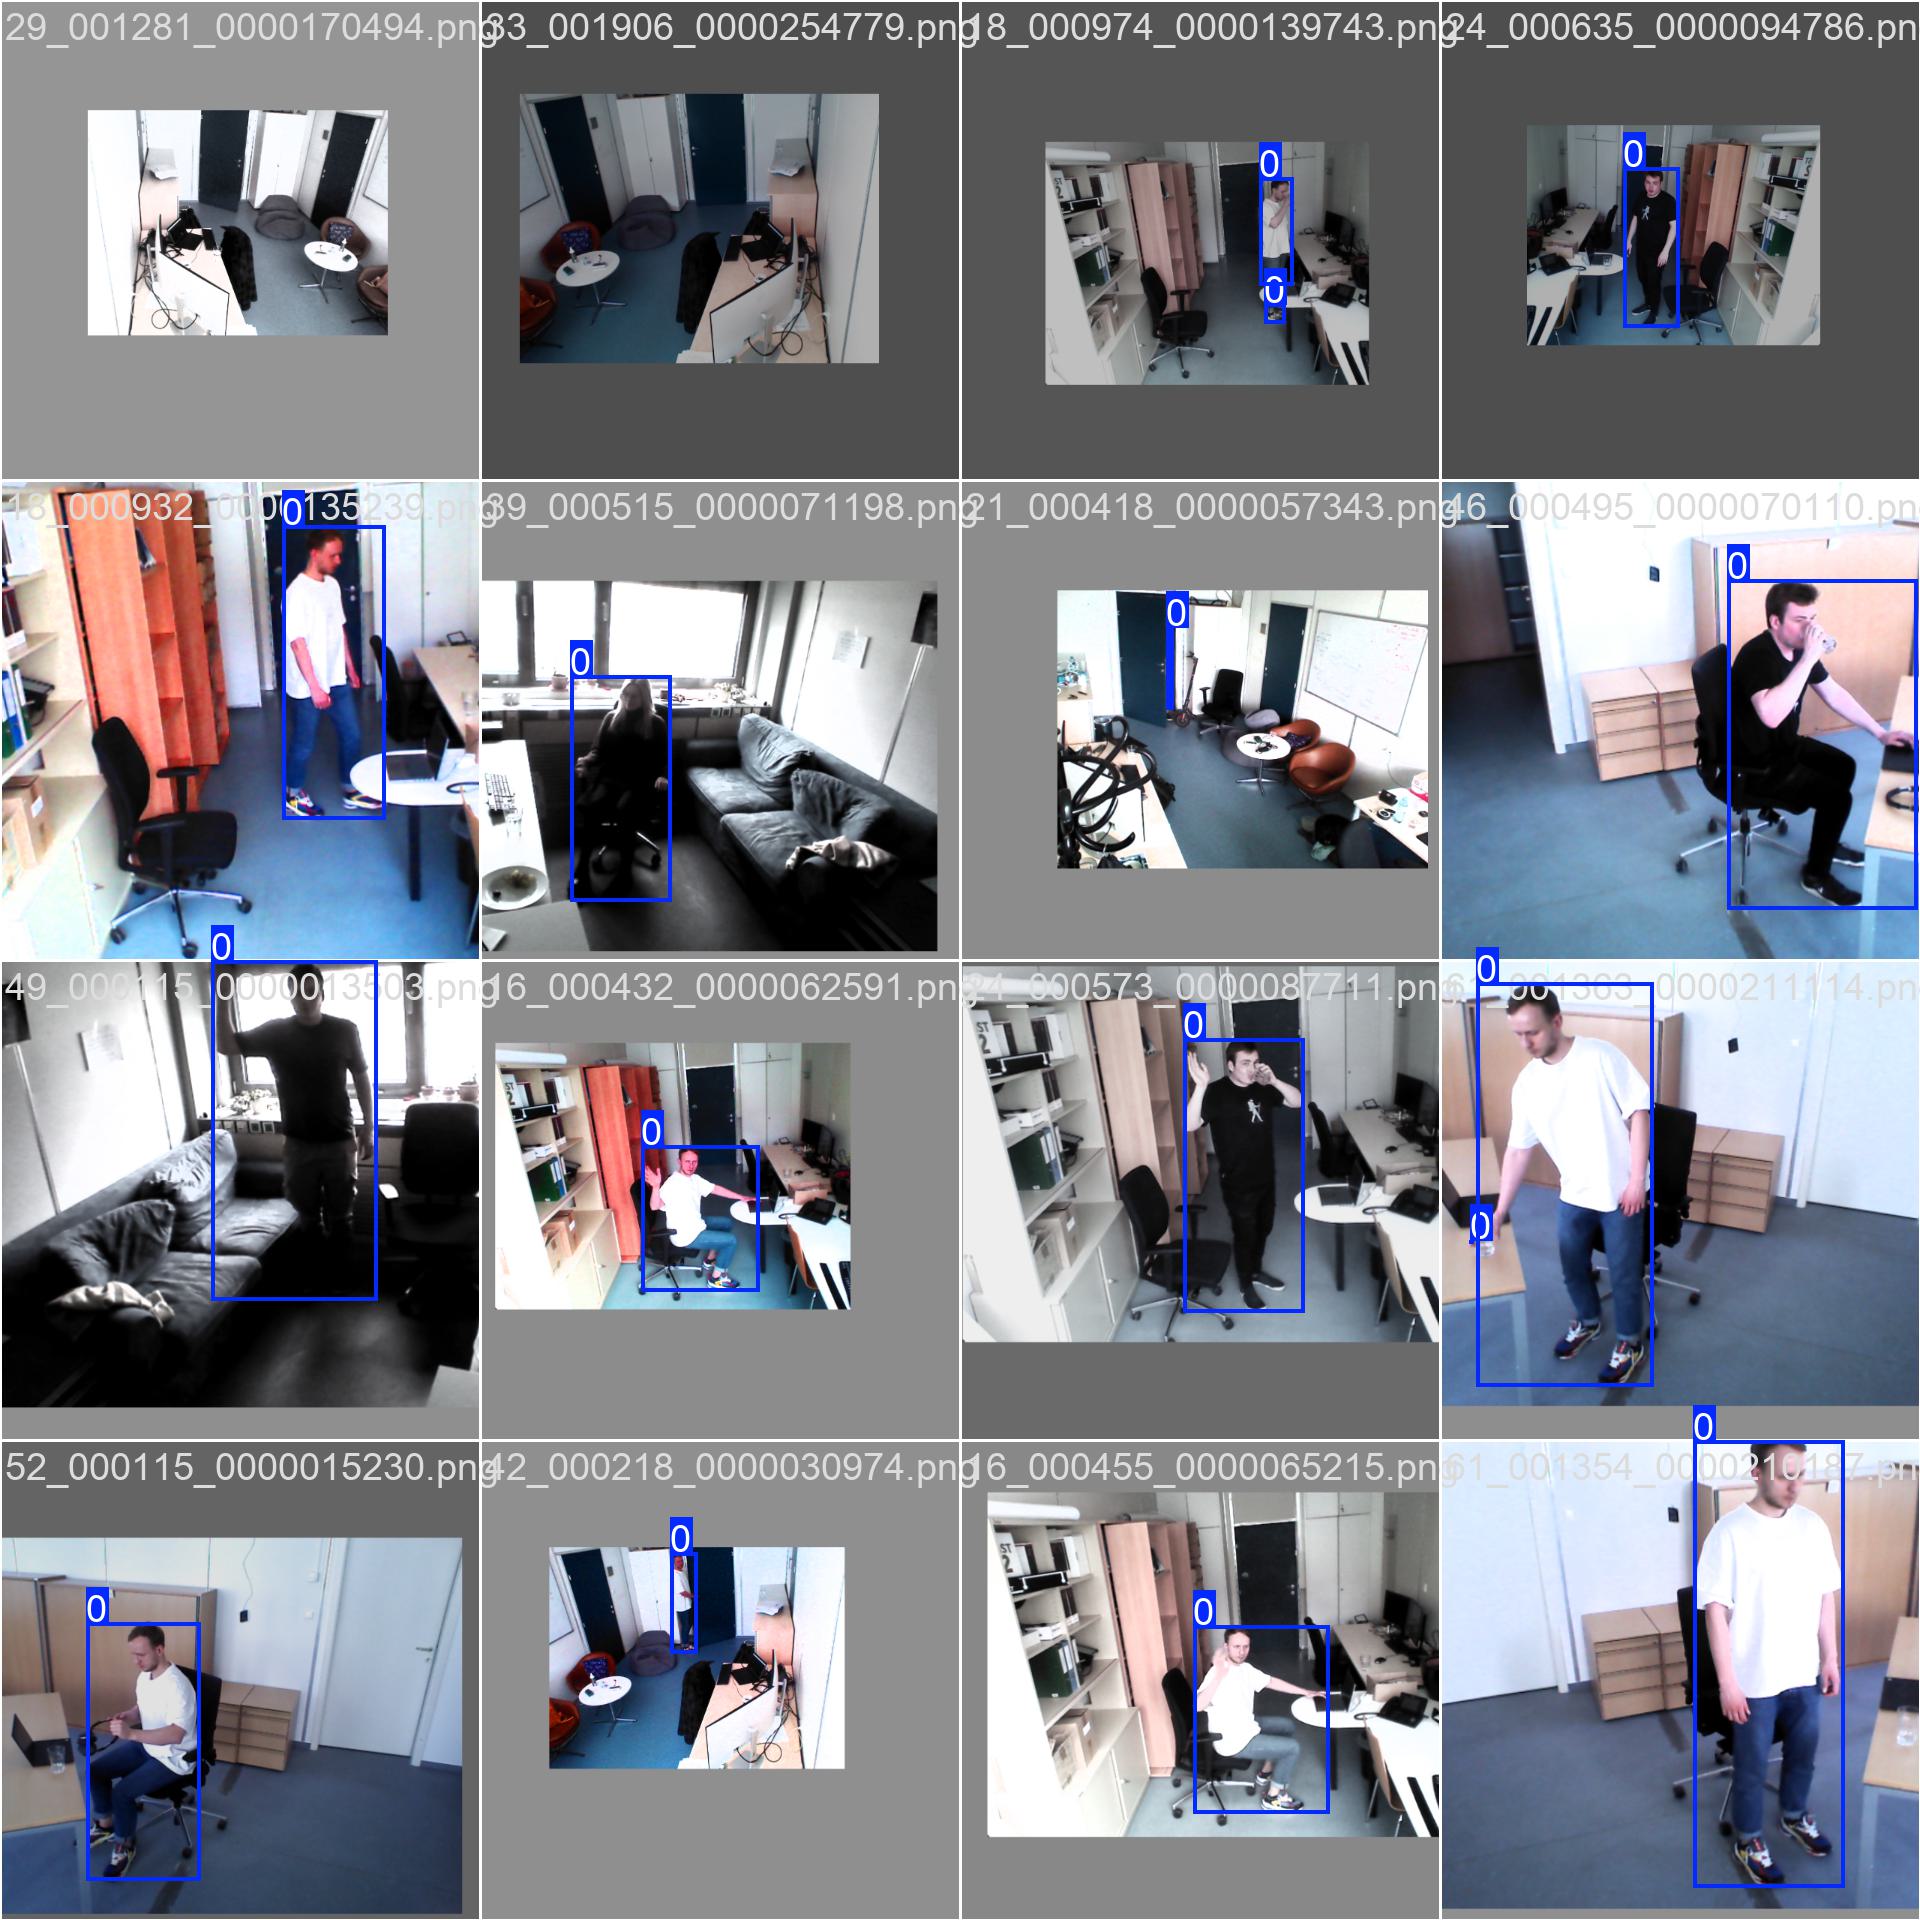 29_001281_0000170494.png
33_001906_0000254779.png
18_000974_0000139743.png
24_000635_0000094786.pn
0
0
0
18_000932_0000135239.png
39_000515_0000071198.png
21_000418_0000057343.png
46_000495_0000070110.pn
0
0
0
0
49_000115_0000013503.png
16_000432_0000062591.png
24_000573_0000087711.png
61_001363_0000211114.pn
0
0
0
0
0
52_000115_0000015230.png
42_000218_0000030974.png
16_000455_0000065215.png
61_001354_0000210187.pn
0
0
0
0